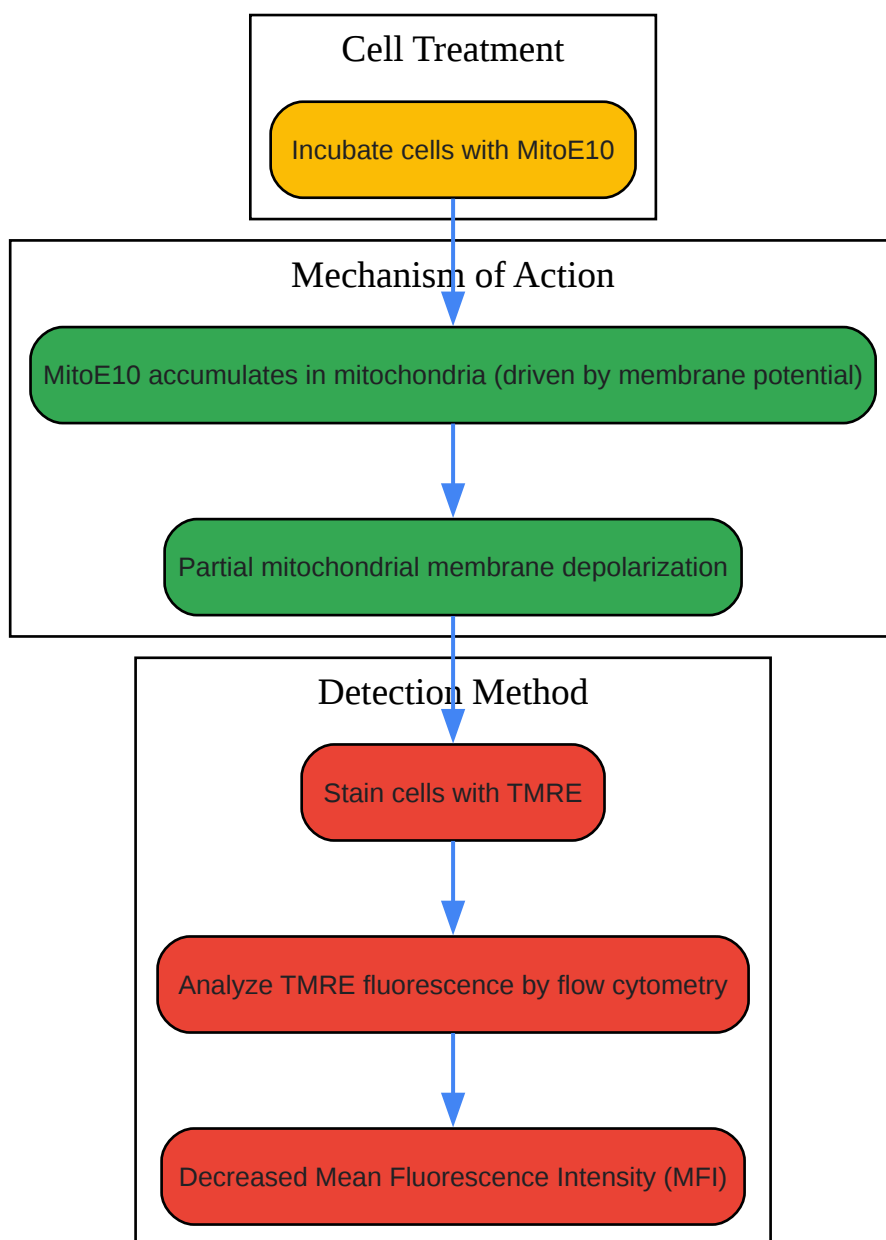 Cell Treatment
Incubate cells with MitoE10
Mechanism of Action
MitoE10 accumulates in mitochondria (driven by membrane potential)
Partial mitochondrial membrane depolarization
Detection Method
Stain cells with TMRE
Analyze TMRE fluorescence by flow cytometry
Decreased Mean Fluorescence Intensity (MFI)